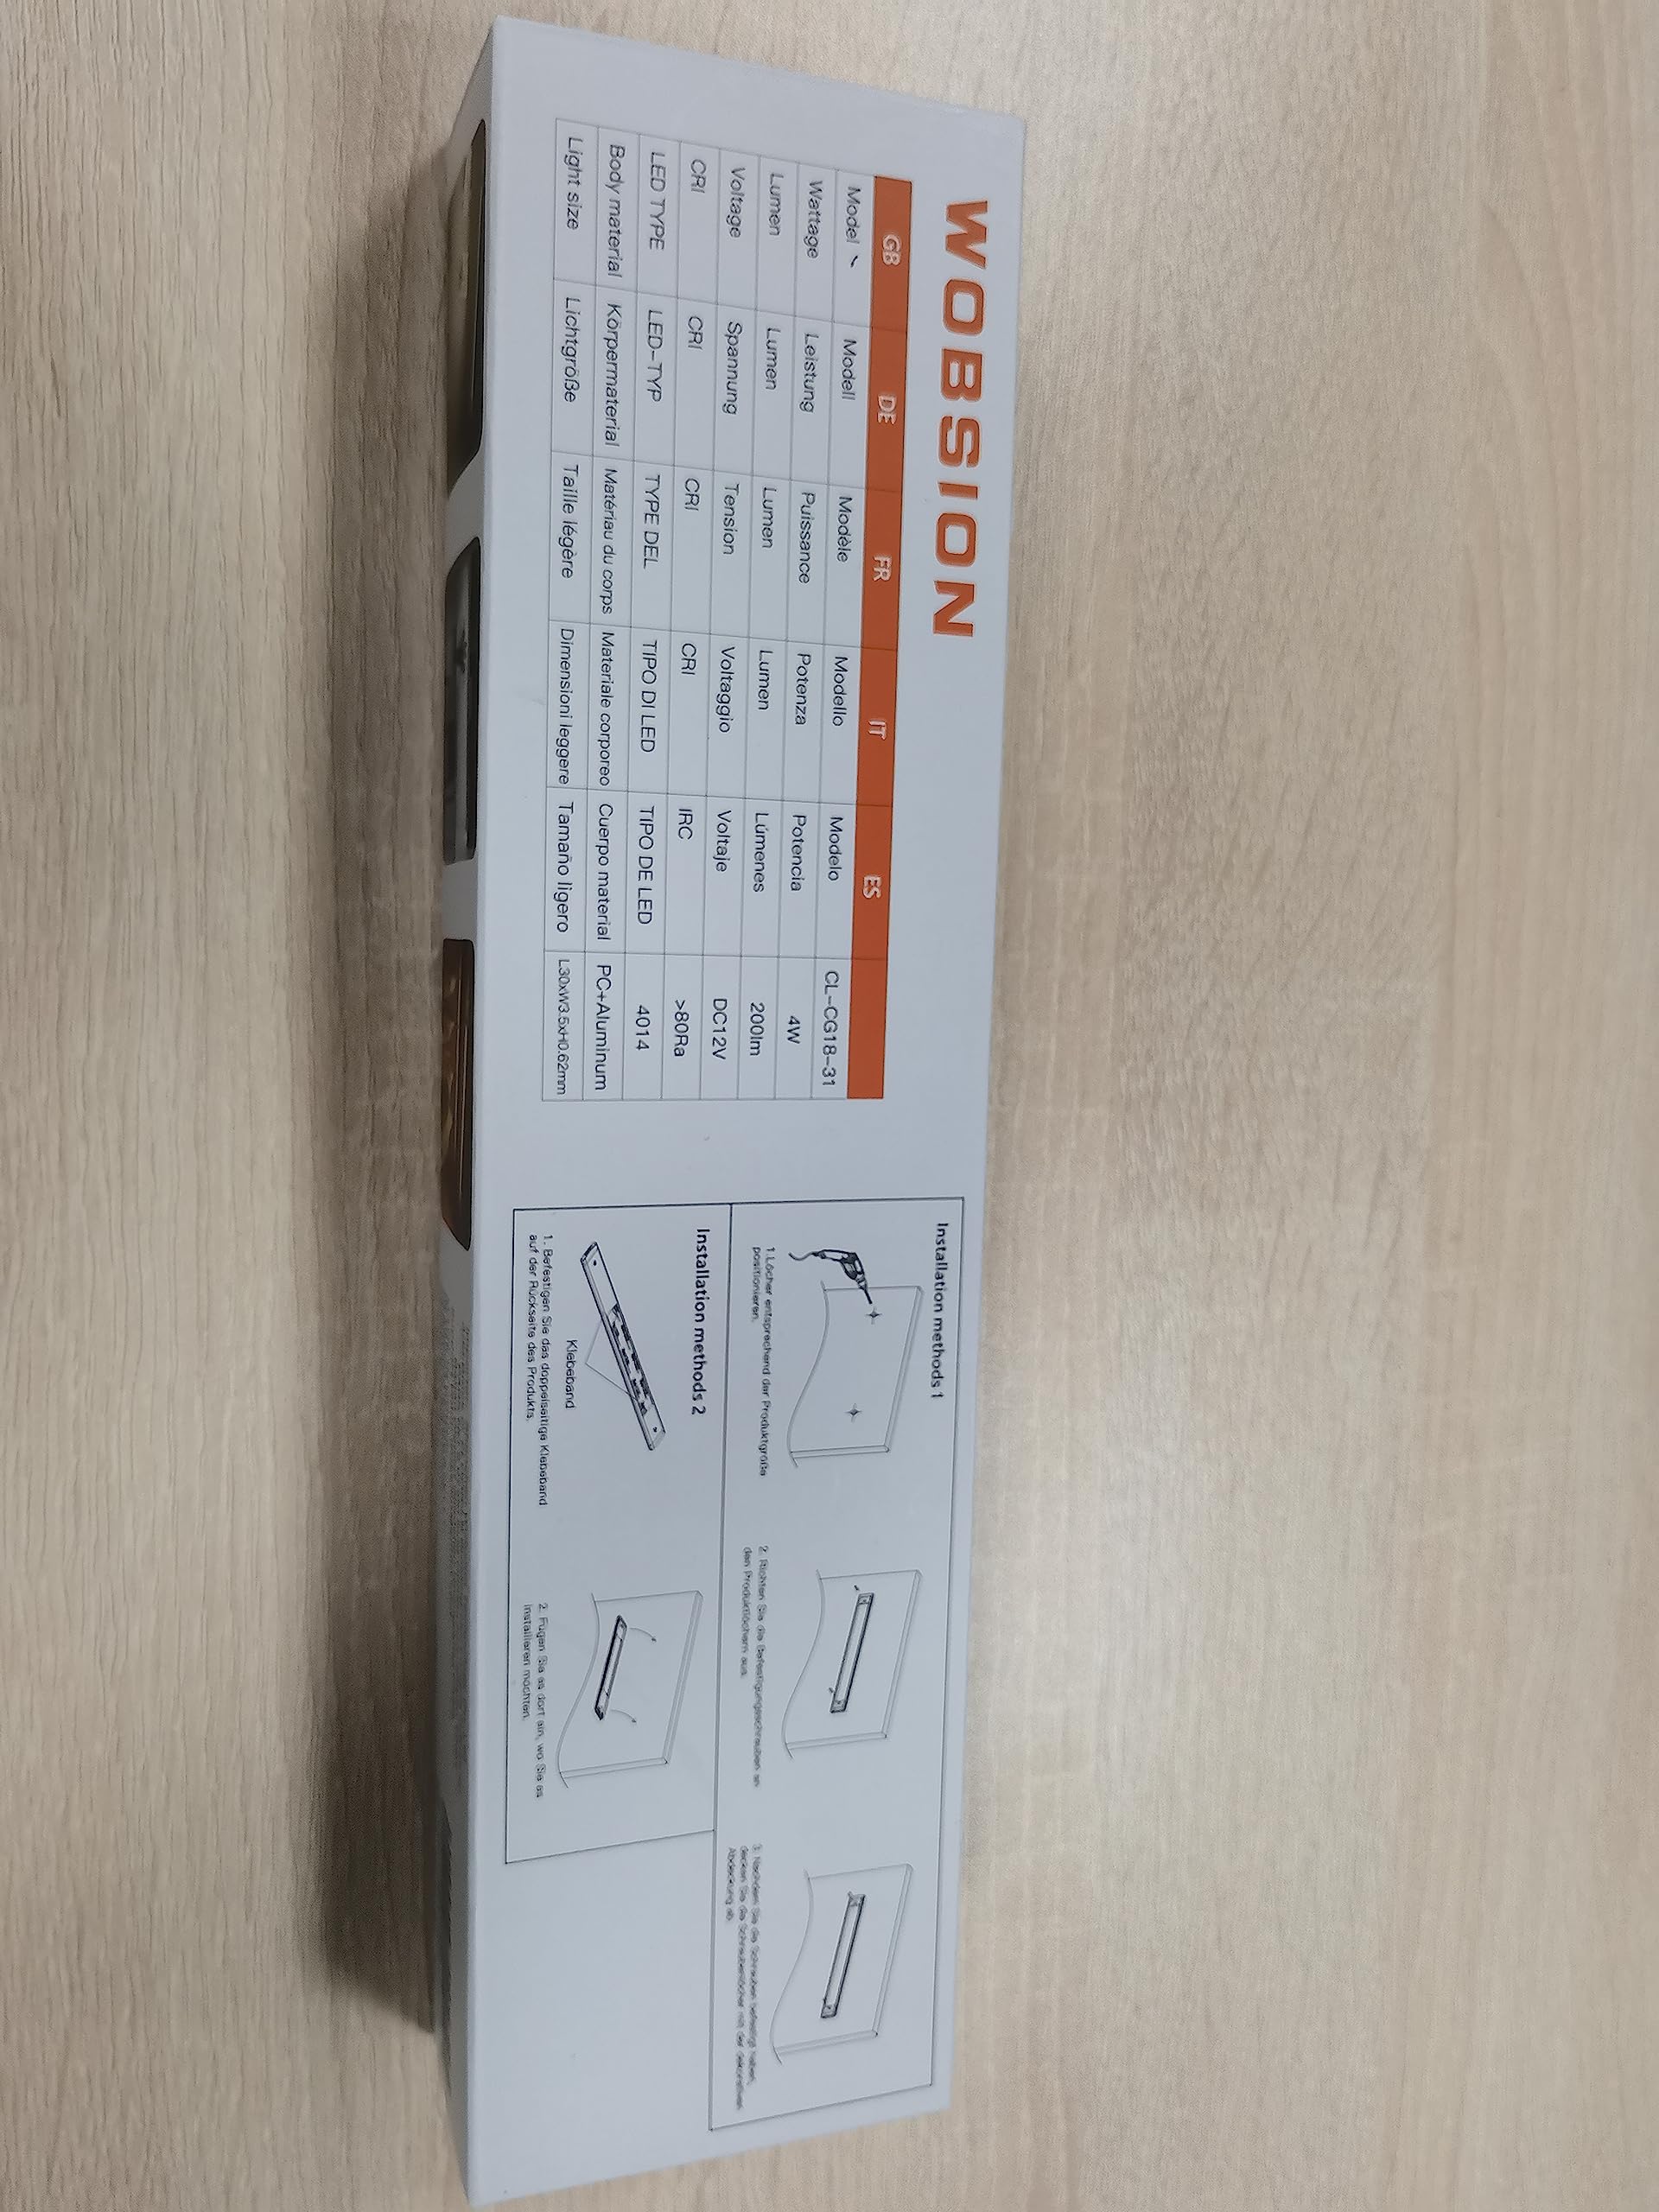 WOBSION
GB DE FR IT ES
Model Modell Modèle Modello Modelo CL-CG18-31
Wattage Leistung Puissance Potenza Potencia 4W
Lumen Lumen Lumen Lumen Lúmenes 200lm
Voltage Spannung Tension Voltaggio Voltaje DC12V
CRI CRI CRI CRI IRC >80Ra
LED TYPE LED-TYP TYPE DEL TIPO DI LED TIPO DE LED 4014
Body material Körpermaterial Matériau du corps Materiale corporeo Cuerpo material PC+Aluminum
Light size Lichtgröße Taille légère Dimensioni leggere Tamaño ligero L30xW3.5xH0.62mm
Installation methods 1
1.Löcher entsprechend der Produktgröße
positionieren.
2. Richten Sie die Befestigungsschrauben an
den Produktlöchern aus.
3. Nachdem Sie die Schrauben befestigt haben,
decken Sie die Schraubenlöcher mit der dekorativen
Abdeckung ab.
Installation methods 2
Klebeband
1. Befestigen Sie das doppelseitige Klebeband
auf der Rückseite des Produkts.
2. Fügen Sie es dort ein, wo Sie es
installieren möchten.